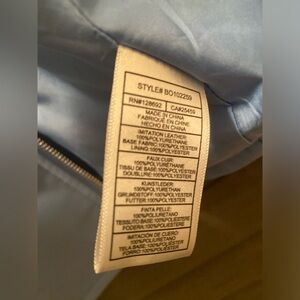 STYLE# BO102259
RN#128692 CA#25459
MADE IN CHINA
FABRIQUÉ EN CHINE
HECHO EN CHINA
IMITATION LEATHER:
100%POLYURETHANE
BASE FABRIC:100%POLYESTER
LINING:100%POLYESTER
FAUX CUIR:
100%POLYURÉTHANE
TISSU DE BASE:100%POLYESTER
DOUBLURE:100%POLYESTER
KUNSTLEDER:
100%POLYURETHAN
GRUNDSTOFF:100%POLYESTER
FUTTER:100%POLYESTER
FINTA PELLE:
100%POLIURETANO
TESSUTO BASE:100%POLIESTERE
FODERA:100%POLIESTERE
IMITACIÓN DE CUERO:
100%POLIURETANO
TELA BASE:100%POLIÉSTER
FORRO:100%POLIÉSTER